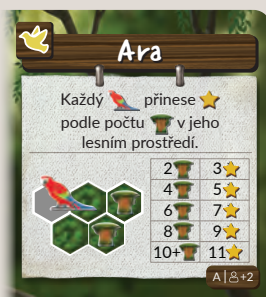 Ara
Každý přinese
podle počtu v jeho
lesním prostředí.
2 3
4 5
6 7
8 9
10+ 11
A | +2